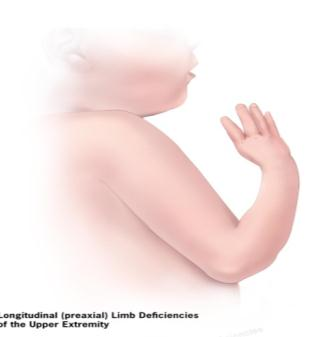 Longitudinal (preaxial) Limb Deficiencies
of the Upper Extremity